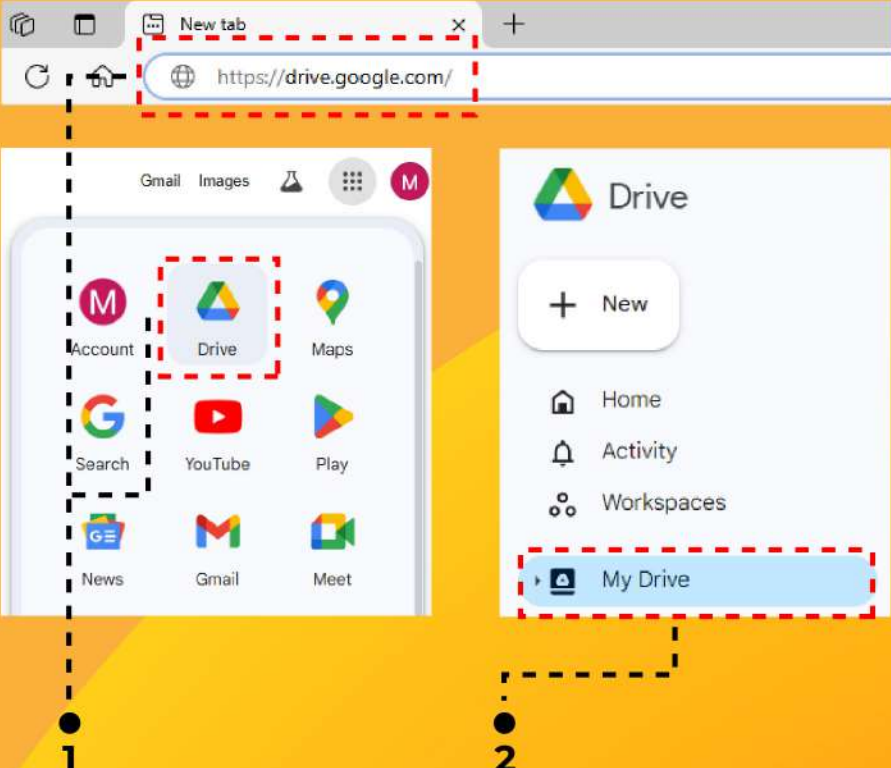 New tab
https://drive.google.com/
Gmail Images M
M
Account Drive Maps
G
Search YouTube Play
GE
News Gmail Meet
Drive
New
Home
Activity
Workspaces
My Drive
1
2